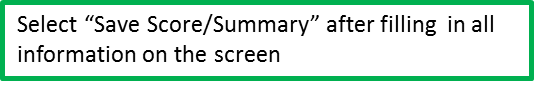 Select “Save Score/Summary” after filling in all
information on the screen